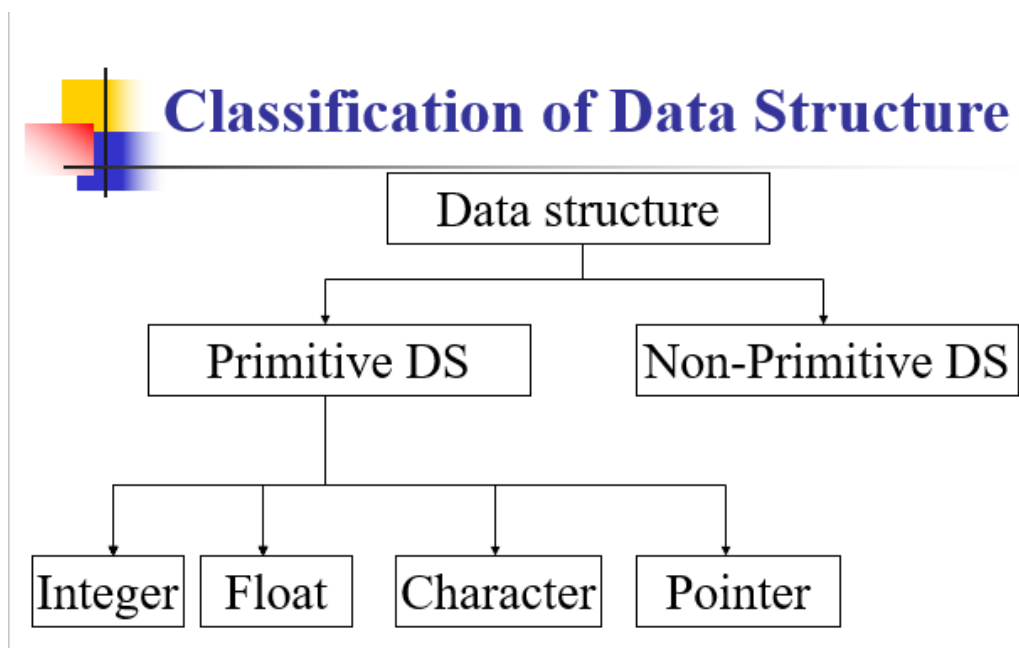 Classification of Data Structure
Data structure
Primitive DS
Non-Primitive DS
Integer
Float
Character
Pointer